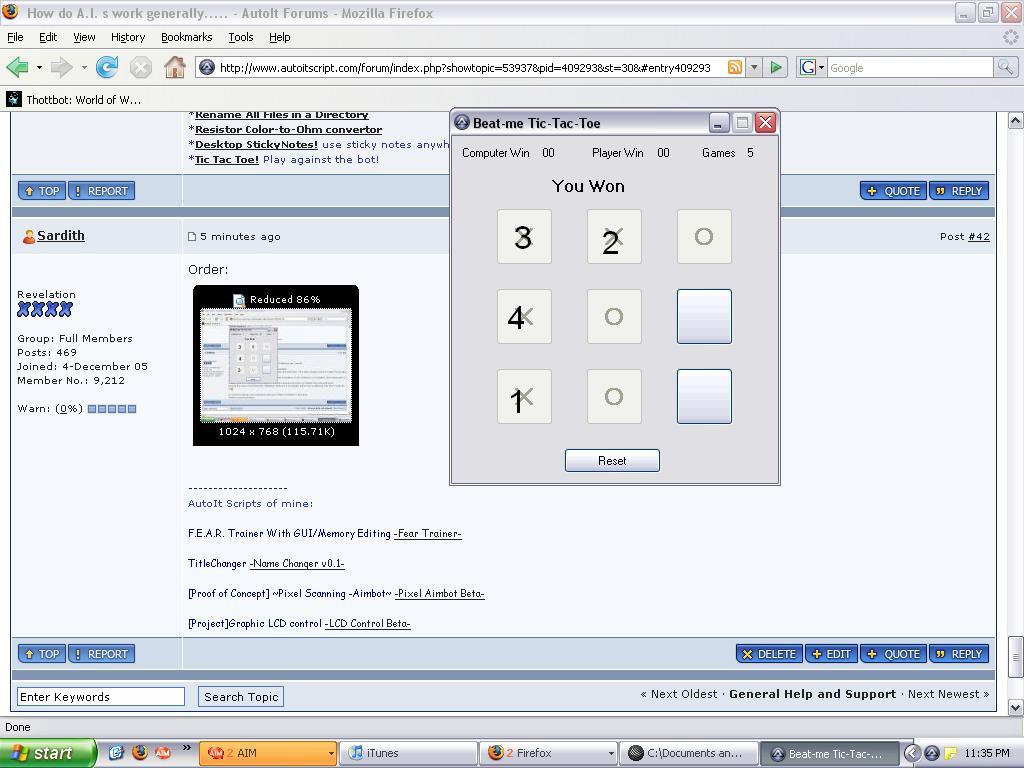 How do A.I. s work generally..... - AutoIt Forums - Mozilla Firefox
File Edit View History Bookmarks Tools Help
http://www.autoitscript.com/forum/index.php?showtopic=53937&pid=409293&st=30&#entry409293
G Google
Thottbot: World of W...
*Rename All Files in a Directory
*Resistor Color-to-Ohm convertor
*Desktop StickyNotes! use sticky notes anywh
*Tic Tac Toe! Play against the bot!
TOP ! REPORT + QUOTE REPLY
Sardith 5 minutes ago Post #42
Order:
Reduced 86%
1024 x 768 (115.71K)
Revelation
XXXX
Group: Full Members
Posts: 469
Joined: 4-December 05
Member No.: 9,212
Warn: (0%)
--------------------
AutoIt Scripts of mine:
F.E.A.R. Trainer With GUI/Memory Editing -Fear Trainer-
TitleChanger -Name Changer v0.1-
[Proof of Concept] ~Pixel Scanning -Aimbot~ -Pixel Aimbot Beta-
[Project]Graphic LCD control -LCD Control Beta-
Beat-me Tic-Tac-Toe
Computer Win 00 Player Win 00 Games 5
You Won
3 X 2 X O
4 X O
1 X O
Reset
TOP ! REPORT X DELETE + EDIT + QUOTE REPLY
Enter Keywords Search Topic « Next Oldest · General Help and Support · Next Newest »
Done
start 2 AIM iTunes 2 Firefox C:\Documents an... Beat-me Tic-Tac-... 11:35 PM